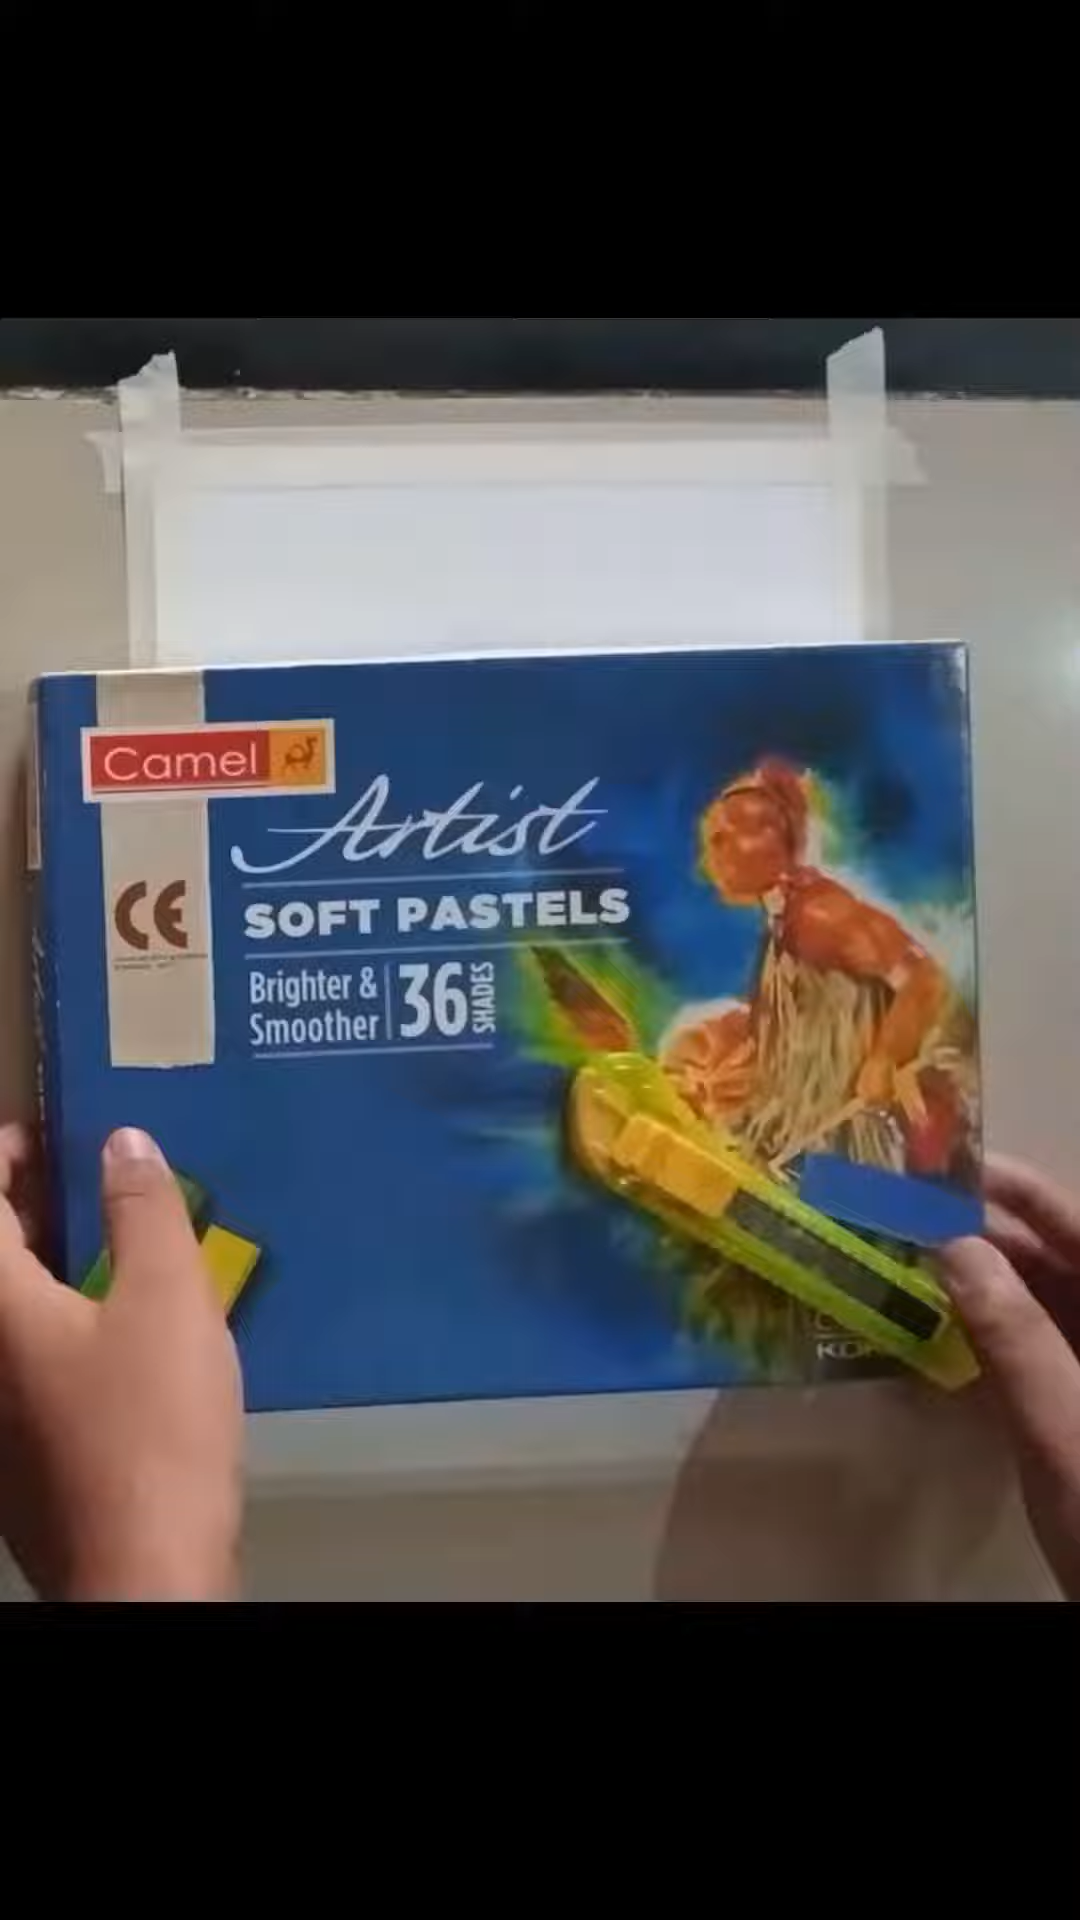 Camel
Artist
CE
SOFT PASTELS
Brighter &
Smoother
36
SHADES